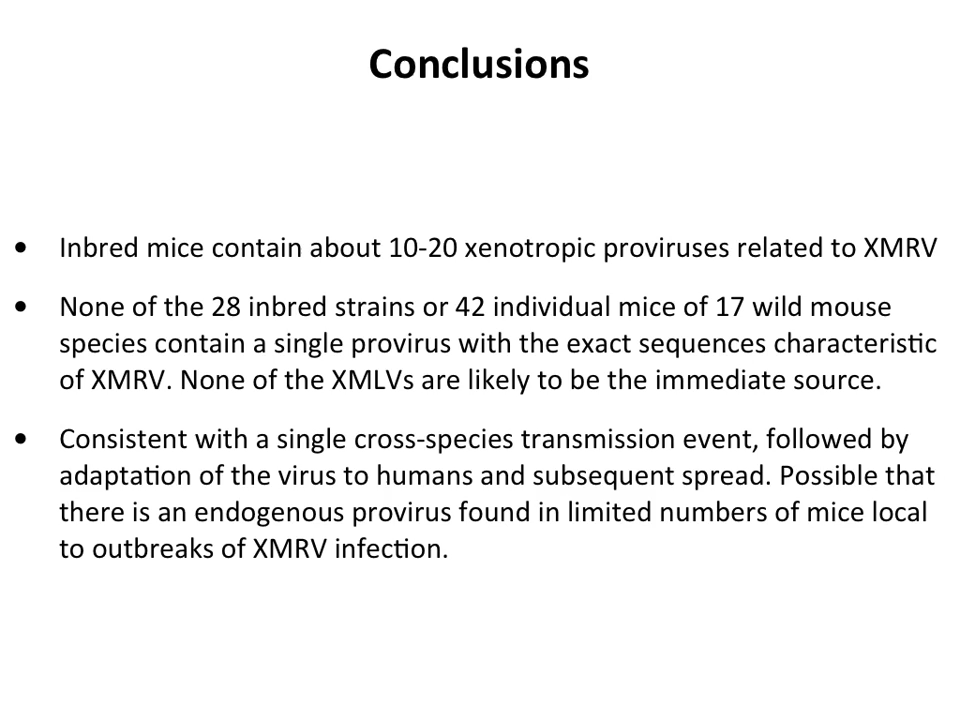 Conclusions
• Inbred mice contain about 10-20 xenotropic proviruses related to XMRV
• None of the 28 inbred strains or 42 individual mice of 17 wild mouse
species contain a single provirus with the exact sequences characteristic
of XMRV. None of the XMLVs are likely to be the immediate source.
• Consistent with a single cross-species transmission event, followed by
adaptation of the virus to humans and subsequent spread. Possible that
there is an endogenous provirus found in limited numbers of mice local
to outbreaks of XMRV infection.